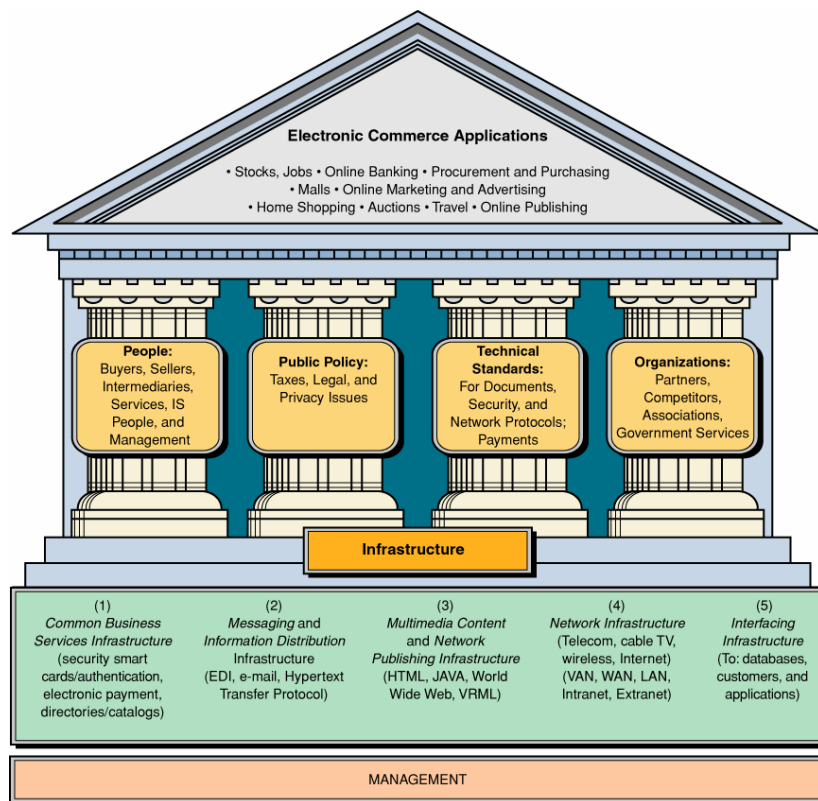 Electronic Commerce Applications
• Stocks, Jobs • Online Banking • Procurement and Purchasing
• Malls • Online Marketing and Advertising
• Home Shopping • Auctions • Travel • Online Publishing
People:
Buyers, Sellers,
Intermediaries,
Services, IS
People, and
Management
Public Policy:
Taxes, Legal, and
Privacy Issues
Technical
Standards:
For Documents,
Security, and
Network Protocols;
Payments
Organizations:
Partners,
Competitors,
Associations,
Government Services
Infrastructure
(1)
Common Business
Services Infrastructure
(security smart
cards/authentication,
electronic payment,
directories/catalogs)
(2)
Messaging and
Information Distribution
Infrastructure
(EDI, e-mail, Hypertext
Transfer Protocol)
(3)
Multimedia Content
and Network
Publishing Infrastructure
(HTML, JAVA, World
Wide Web, VRML)
(4)
Network Infrastructure
(Telecom, cable TV,
wireless, Internet)
(VAN, WAN, LAN,
Intranet, Extranet)
(5)
Interfacing
Infrastructure
(To: databases,
customers, and
applications)
MANAGEMENT